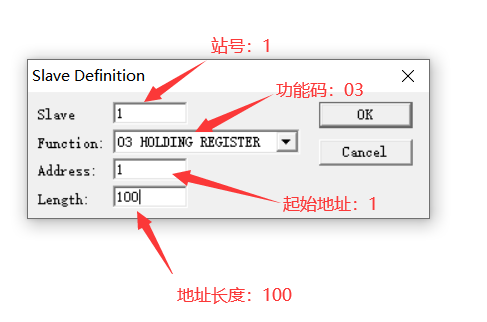 站号：1
Slave Definition
功能码：03
Slave 1
OK
Function: 03 HOLDING REGISTER
Cancel
Address: 1
Length: 100
起始地址：1
地址长度：100